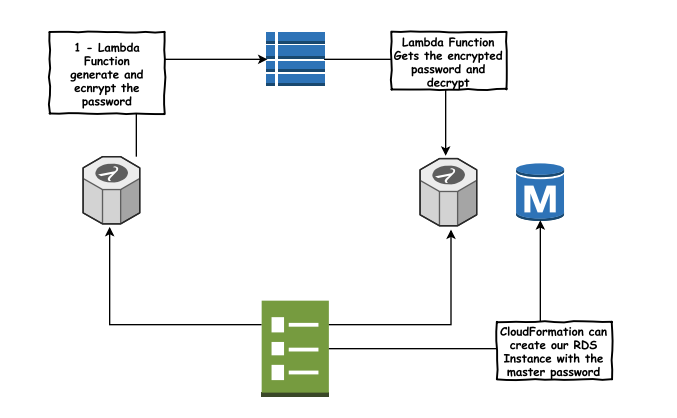 1 - Lambda
Function
generate and
ecnrypt the
password
Lambda Function
Gets the encrypted
password and
decrypt
λ
λ
M
CloudFormation can
create our RDS
Instance with the
master password